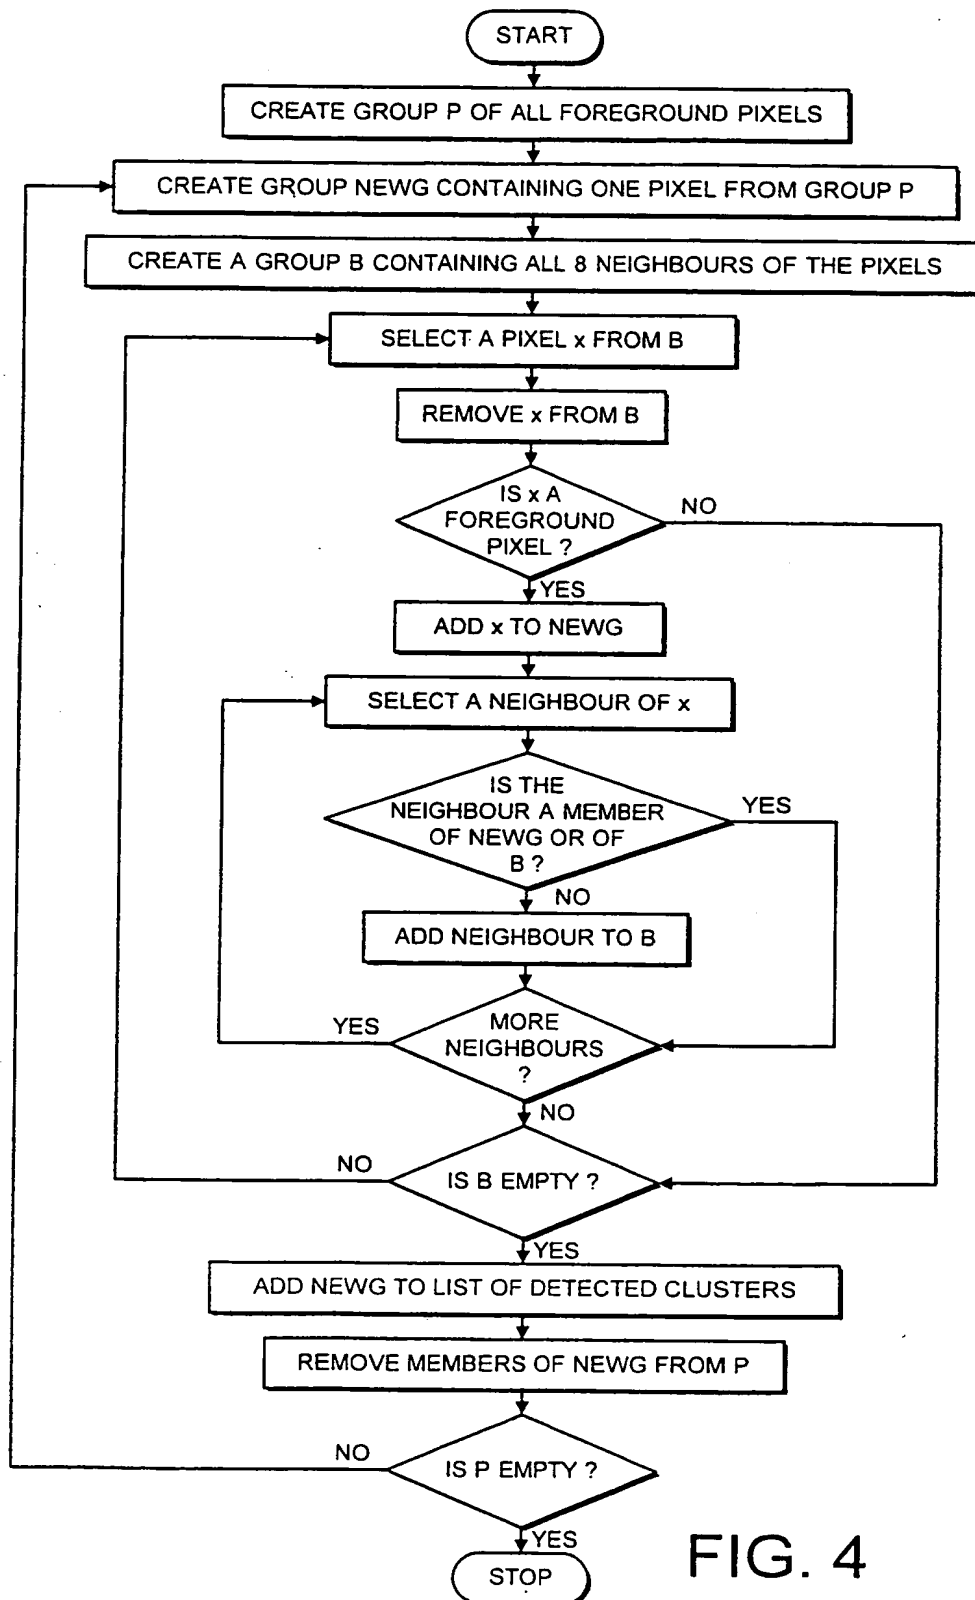 START
CREATE GROUP P OF ALL FOREGROUND PIXELS
CREATE GROUP NEWG CONTAINING ONE PIXEL FROM GROUP P
CREATE A GROUP B CONTAINING ALL 8 NEIGHBOURS OF THE PIXELS
SELECT A PIXEL x FROM B
REMOVE x FROM B
IS x A
FOREGROUND
PIXEL ?
NO
YES
ADD x TO NEWG
SELECT A NEIGHBOUR OF x
IS THE
NEIGHBOUR A MEMBER
OF NEWG OR OF
B ?
YES
NO
ADD NEIGHBOUR TO B
MORE
NEIGHBOURS
?
YES
NO
IS B EMPTY ?
NO
YES
ADD NEWG TO LIST OF DETECTED CLUSTERS
REMOVE MEMBERS OF NEWG FROM P
IS P EMPTY ?
NO
YES
STOP
FIG. 4